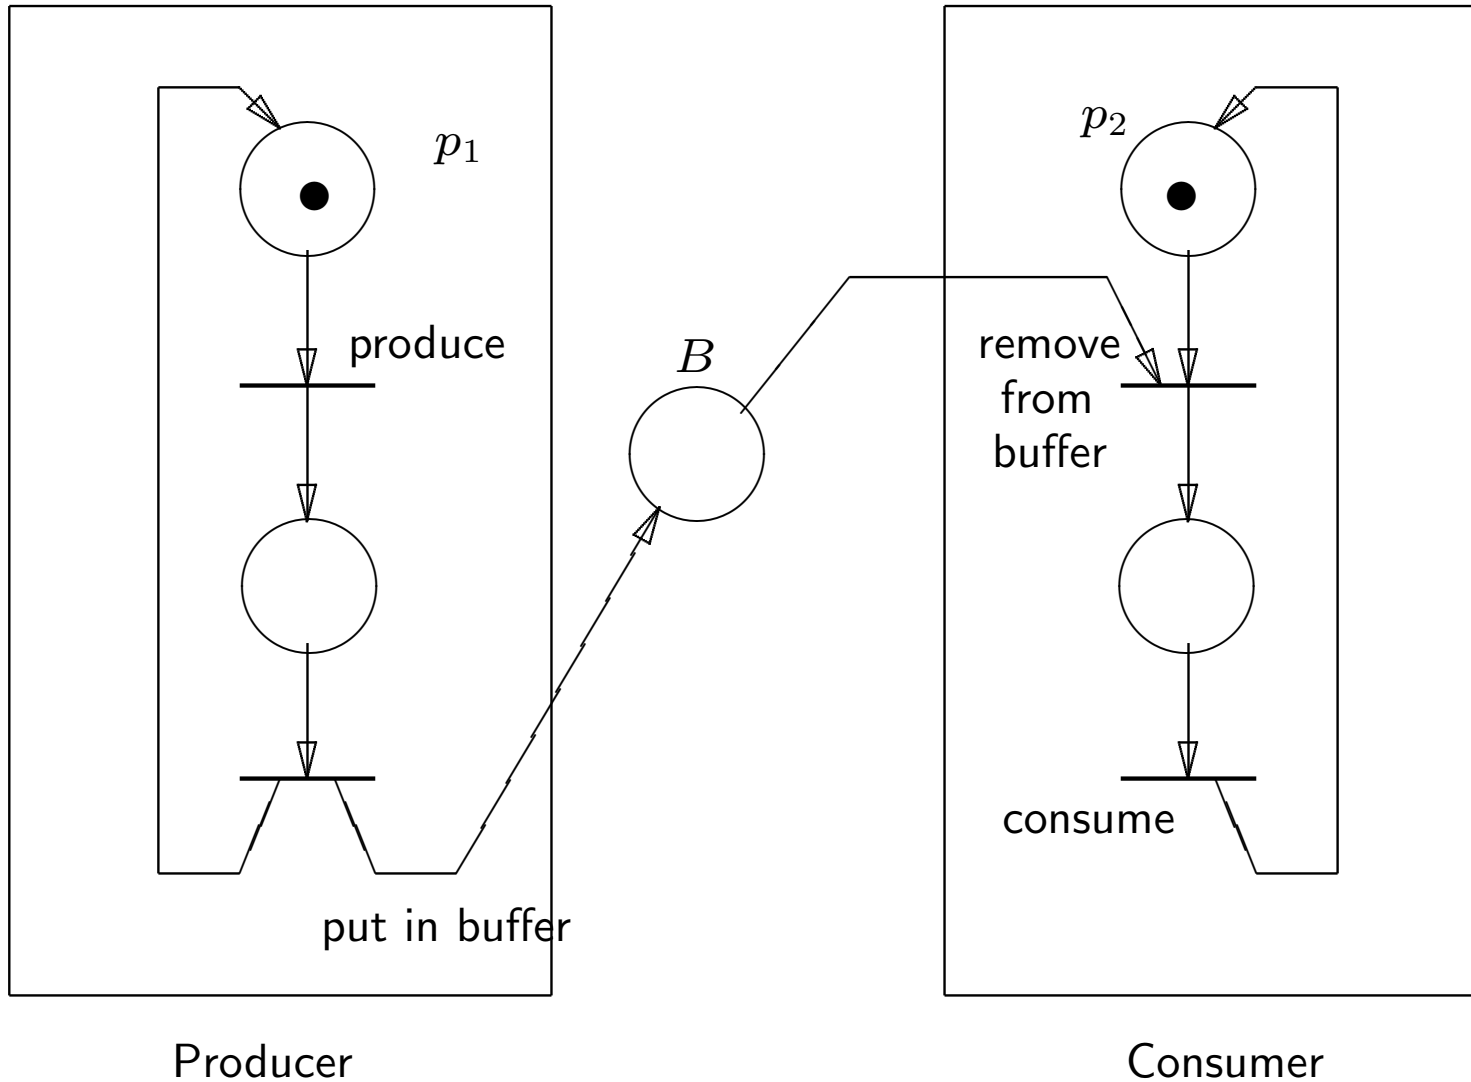 p₁
p₂
produce
B
remove
from
buffer
consume
put in buffer
Producer
Consumer